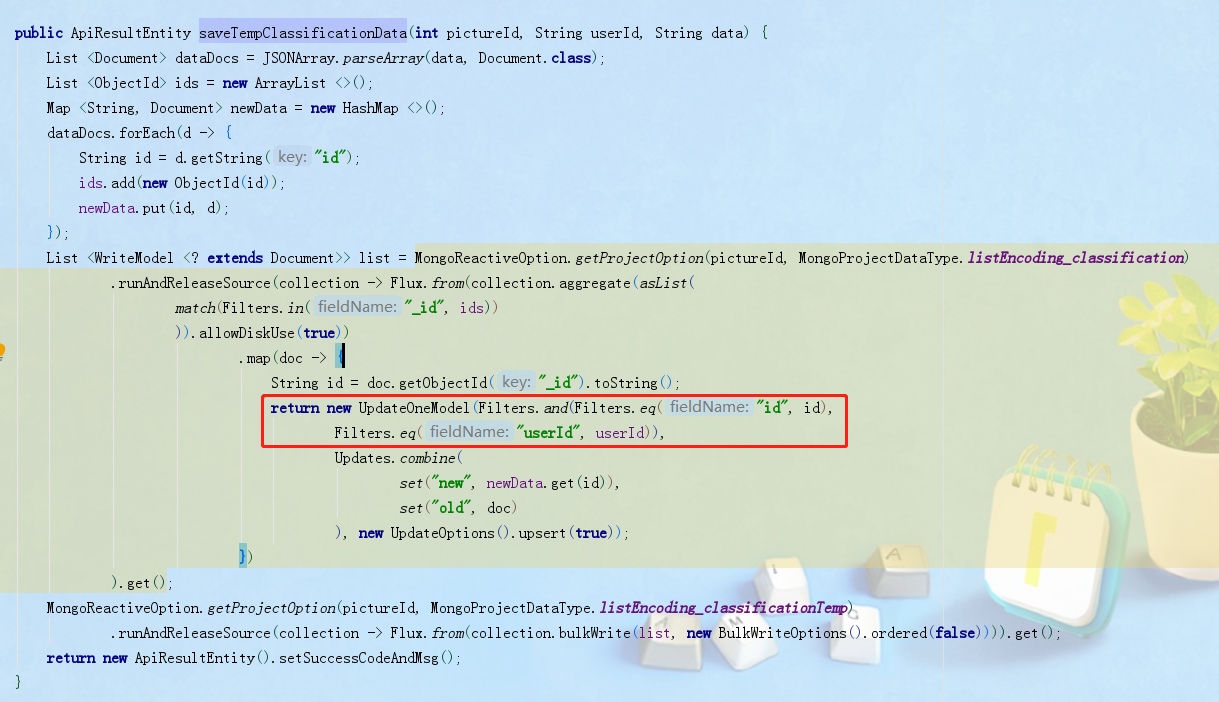 public ApiResultEntity saveTempClassificationData(int pictureId, String userId, String data) {
List <Document> dataDocs = JSONArray.parseArray(data, Document.class);
List <ObjectId> ids = new ArrayList <>();
Map <String, Document> newData = new HashMap <>();
dataDocs.forEach(d -> {
String id = d.getString( key: "id");
ids.add(new ObjectId(id));
newData.put(id, d);
});
List <WriteModel <? extends Document>> list = MongoReactiveOption.getProjectOption(pictureId, MongoProjectDataType.listEncoding_classification)
.runAndReleaseSource(collection -> Flux.from(collection.aggregate(asList(
match(Filters.in( fieldName: "_id", ids))
)).allowDiskUse(true))
.map(doc -> {
String id = doc.getObjectId( key: "_id").toString();
return new UpdateOneModel(Filters.and(Filters.eq( fieldName: "id", id),
Filters.eq( fieldName: "userId", userId)),
Updates.combine(
set("new", newData.get(id)),
set("old", doc)
), new UpdateOptions().upsert(true));
})
).get();
MongoReactiveOption.getProjectOption(pictureId, MongoProjectDataType.listEncoding_classificationTemp)
.runAndReleaseSource(collection -> Flux.from(collection.bulkWrite(list, new BulkWriteOptions().ordered(false)))).get();
return new ApiResultEntity().setSuccessCodeAndMsg();
}